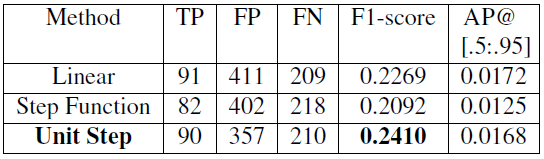 Method TP FP FN F1-score AP@
[.5:.95]
Linear 91 411 209 0.2269 0.0172
Step Function 82 402 218 0.2092 0.0125
Unit Step 90 357 210 0.2410 0.0168